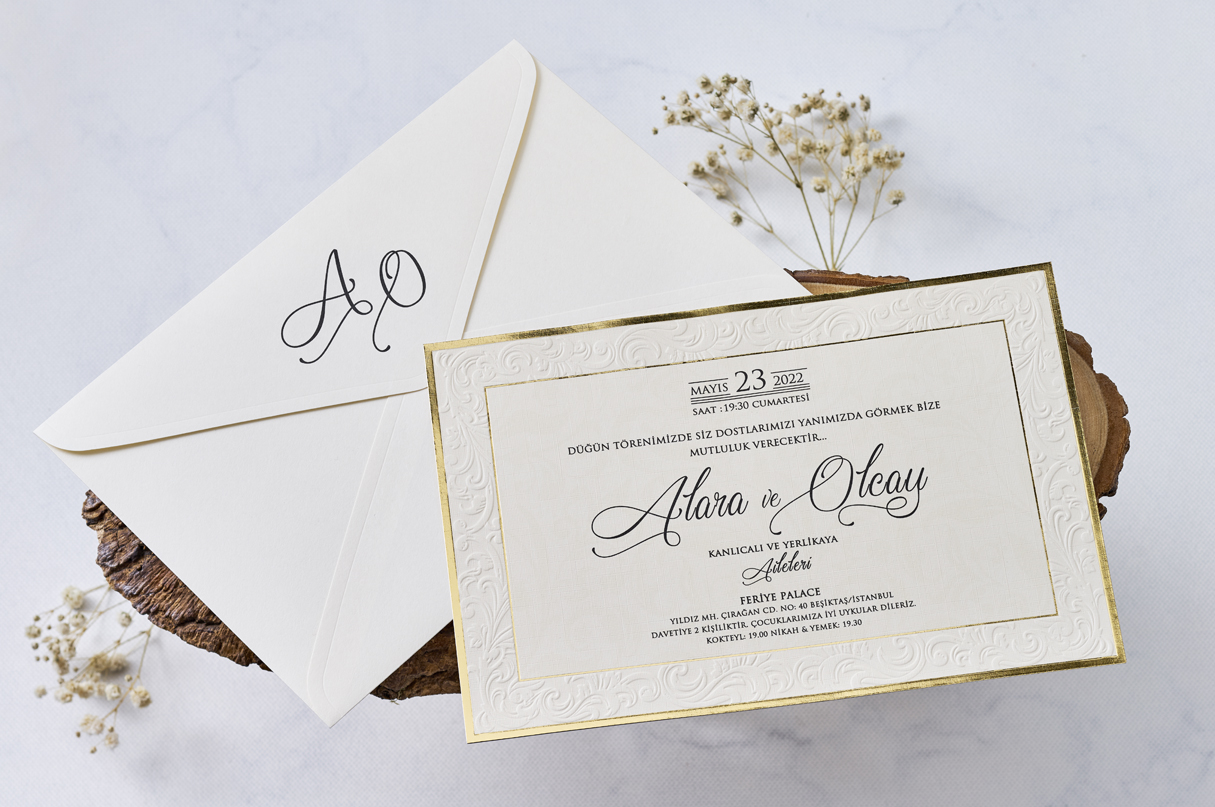 A O
MAYIS 23 2022
SAAT :19:30 CUMARTESİ
DÜĞÜN TÖRENİMİZDE SİZ DOSTLARIMIZI YANIMIZDA GÖRMEK BİZE
MUTLULUK VERECEKTİR...
Alara ve Olcay
KANLICALI VE YERLİKAYA
Aileleri
FERİYE PALACE
YILDIZ MH. ÇIRAĞAN CD. NO: 40 BEŞİKTAŞ/İSTANBUL
DAVETİYE 2 KİŞİLİKTİR. ÇOCUKLARIMIZA İYİ UYKULAR DİLERİZ.
KOKTEYL: 19.00 NİKAH & YEMEK: 19.30